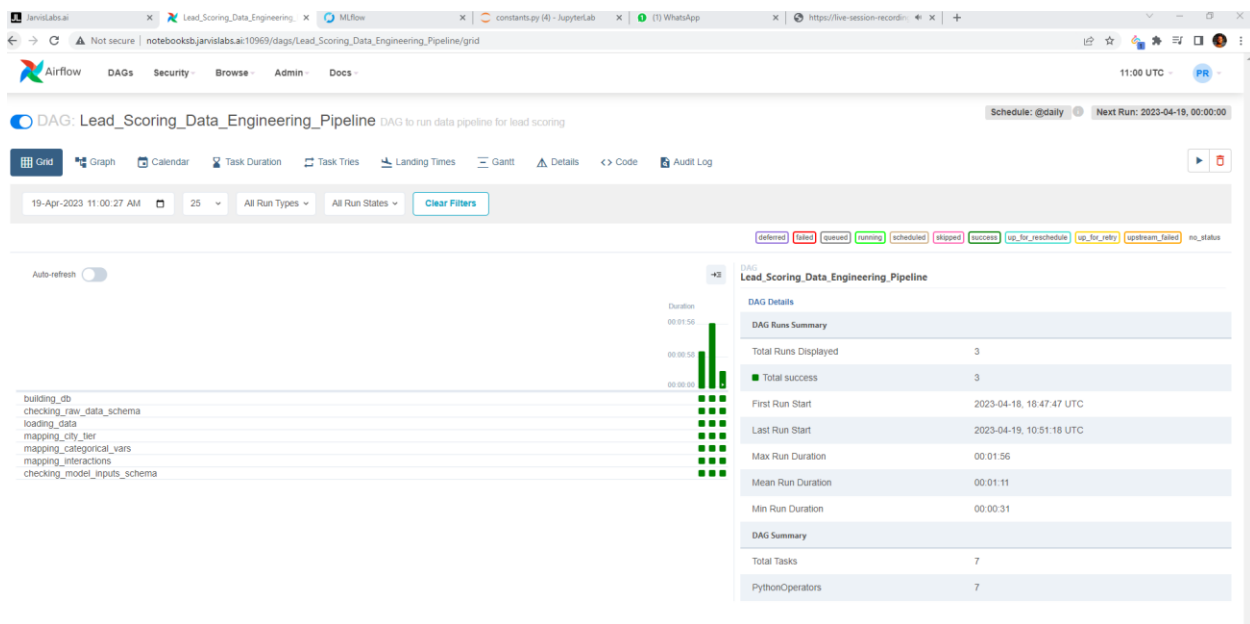 JarvisLabs.ai
Lead_Scoring_Data_Engineering_
MLflow
constants.py (4) - JupyterLab
(1) WhatsApp
https://live-session-recording
Not secure | notebooksb.jarvislabs.ai:10969/dags/Lead_Scoring_Data_Engineering_Pipeline/grid
Airflow DAGs Security Browse Admin Docs 11:00 UTC PR
DAG: Lead_Scoring_Data_Engineering_Pipeline DAG to run data pipeline for lead scoring
Schedule: @daily Next Run: 2023-04-19, 00:00:00
Grid Graph Calendar Task Duration Task Tries Landing Times Gantt Details <> Code Audit Log
19-Apr-2023 11:00:27 AM 25 All Run Types All Run States Clear Filters
deferred failed queued running scheduled skipped success up_for_reschedule up_for_retry upstream_failed no_status
Auto-refresh
Duration
00:01:56
00:00:58
00:00:00
building_db
checking_raw_data_schema
loading_data
mapping_city_tier
mapping_categorical_vars
mapping_interactions
checking_model_inputs_schema
DAG
Lead_Scoring_Data_Engineering_Pipeline
DAG Details
DAG Runs Summary
Total Runs Displayed 3
Total success 3
First Run Start 2023-04-18, 18:47:47 UTC
Last Run Start 2023-04-19, 10:51:18 UTC
Max Run Duration 00:01:56
Mean Run Duration 00:01:11
Min Run Duration 00:00:31
DAG Summary
Total Tasks 7
PythonOperators 7